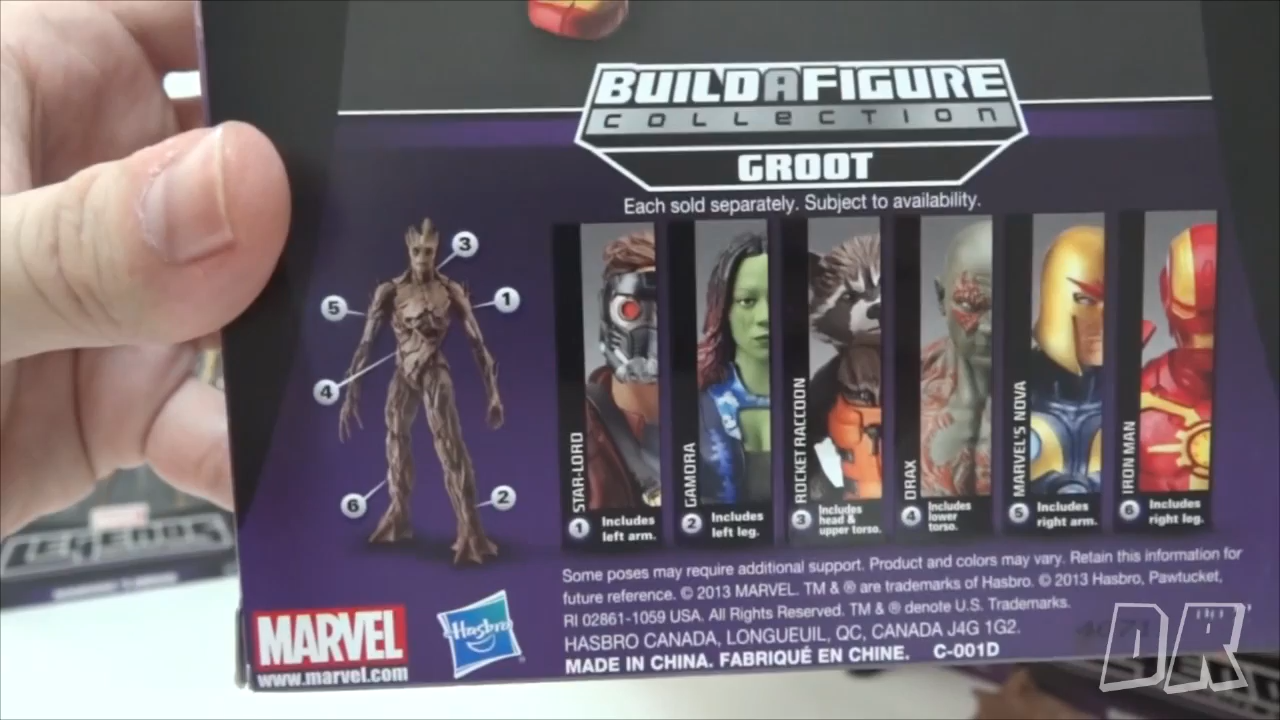 BUILD A FIGURE
COLLECTION
GROOT
Each sold separately. Subject to availability.
3
5
1
4
6
2
STAR-LORD
1 Includes
left arm.
GAMORA
2 Includes
left leg.
ROCKET RACCOON
3 Includes
head &
upper torso.
DRAX
4 Includes
lower
torso.
MARVEL'S NOVA
5 Includes
right arm.
IRON MAN
6 Includes
right leg.
Some poses may require additional support. Product and colors may vary. Retain this information for
future reference. © 2013 MARVEL. TM & ® are trademarks of Hasbro. © 2013 Hasbro, Pawtucket,
RI 02861-1059 USA. All Rights Reserved. TM & ® denote U.S. Trademarks.
HASBRO CANADA, LONGUEUIL, QC, CANADA J4G 1G2.
MADE IN CHINA. FABRIQUÉ EN CHINE. C-001D
MARVEL
www.marvel.com
Hasbro
LEGENDS
DR